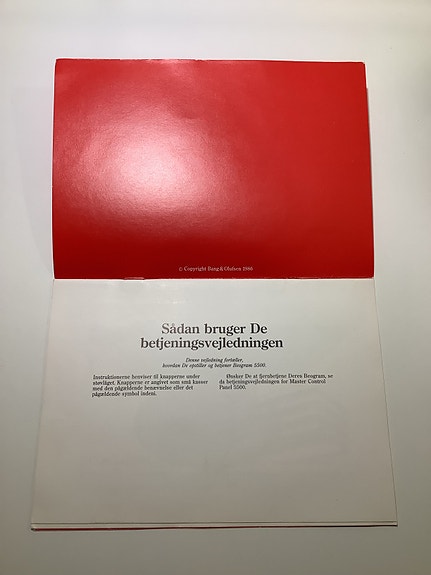 © Copyright Bang & Olufsen 1986
Sådan bruger De
betjeningsvejledningen
Denne vejledning fortæller,
hvordan De opstiller og betjener Beogram 5500.
Instruktionerne henviser til knapperne under
støvlåget. Knapperne er angivet som små kasser
med den pågældende benævnelse eller det
pågældende symbol indeni.
Ønsker De at fjernbetjene Deres Beogram, se
da betjeningsvejledningen for Master Control
Panel 5500.